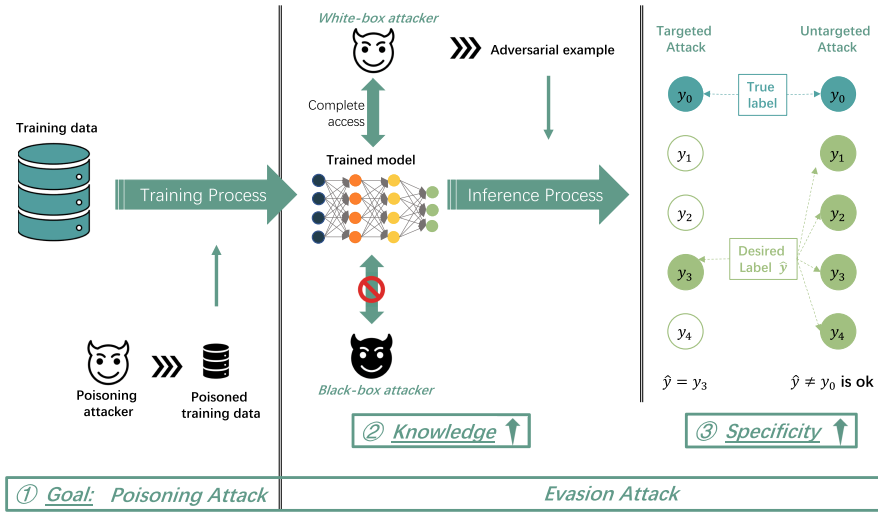 White-box attacker
Adversarial example
Complete
access
Training data
Training Process
Trained model
Inference Process
Poisoning
attacker
Poisoned
training data
Black-box attacker
② Knowledge
Targeted
Attack
Untargeted
Attack
y₀
True
label
y₀
y₁
y₁
y₂
y₂
Desired
Label ŷ
y₃
y₃
y₄
y₄
ŷ = y₃
ŷ ≠ y₀ is ok
③ Specificity
① Goal: Poisoning Attack
Evasion Attack